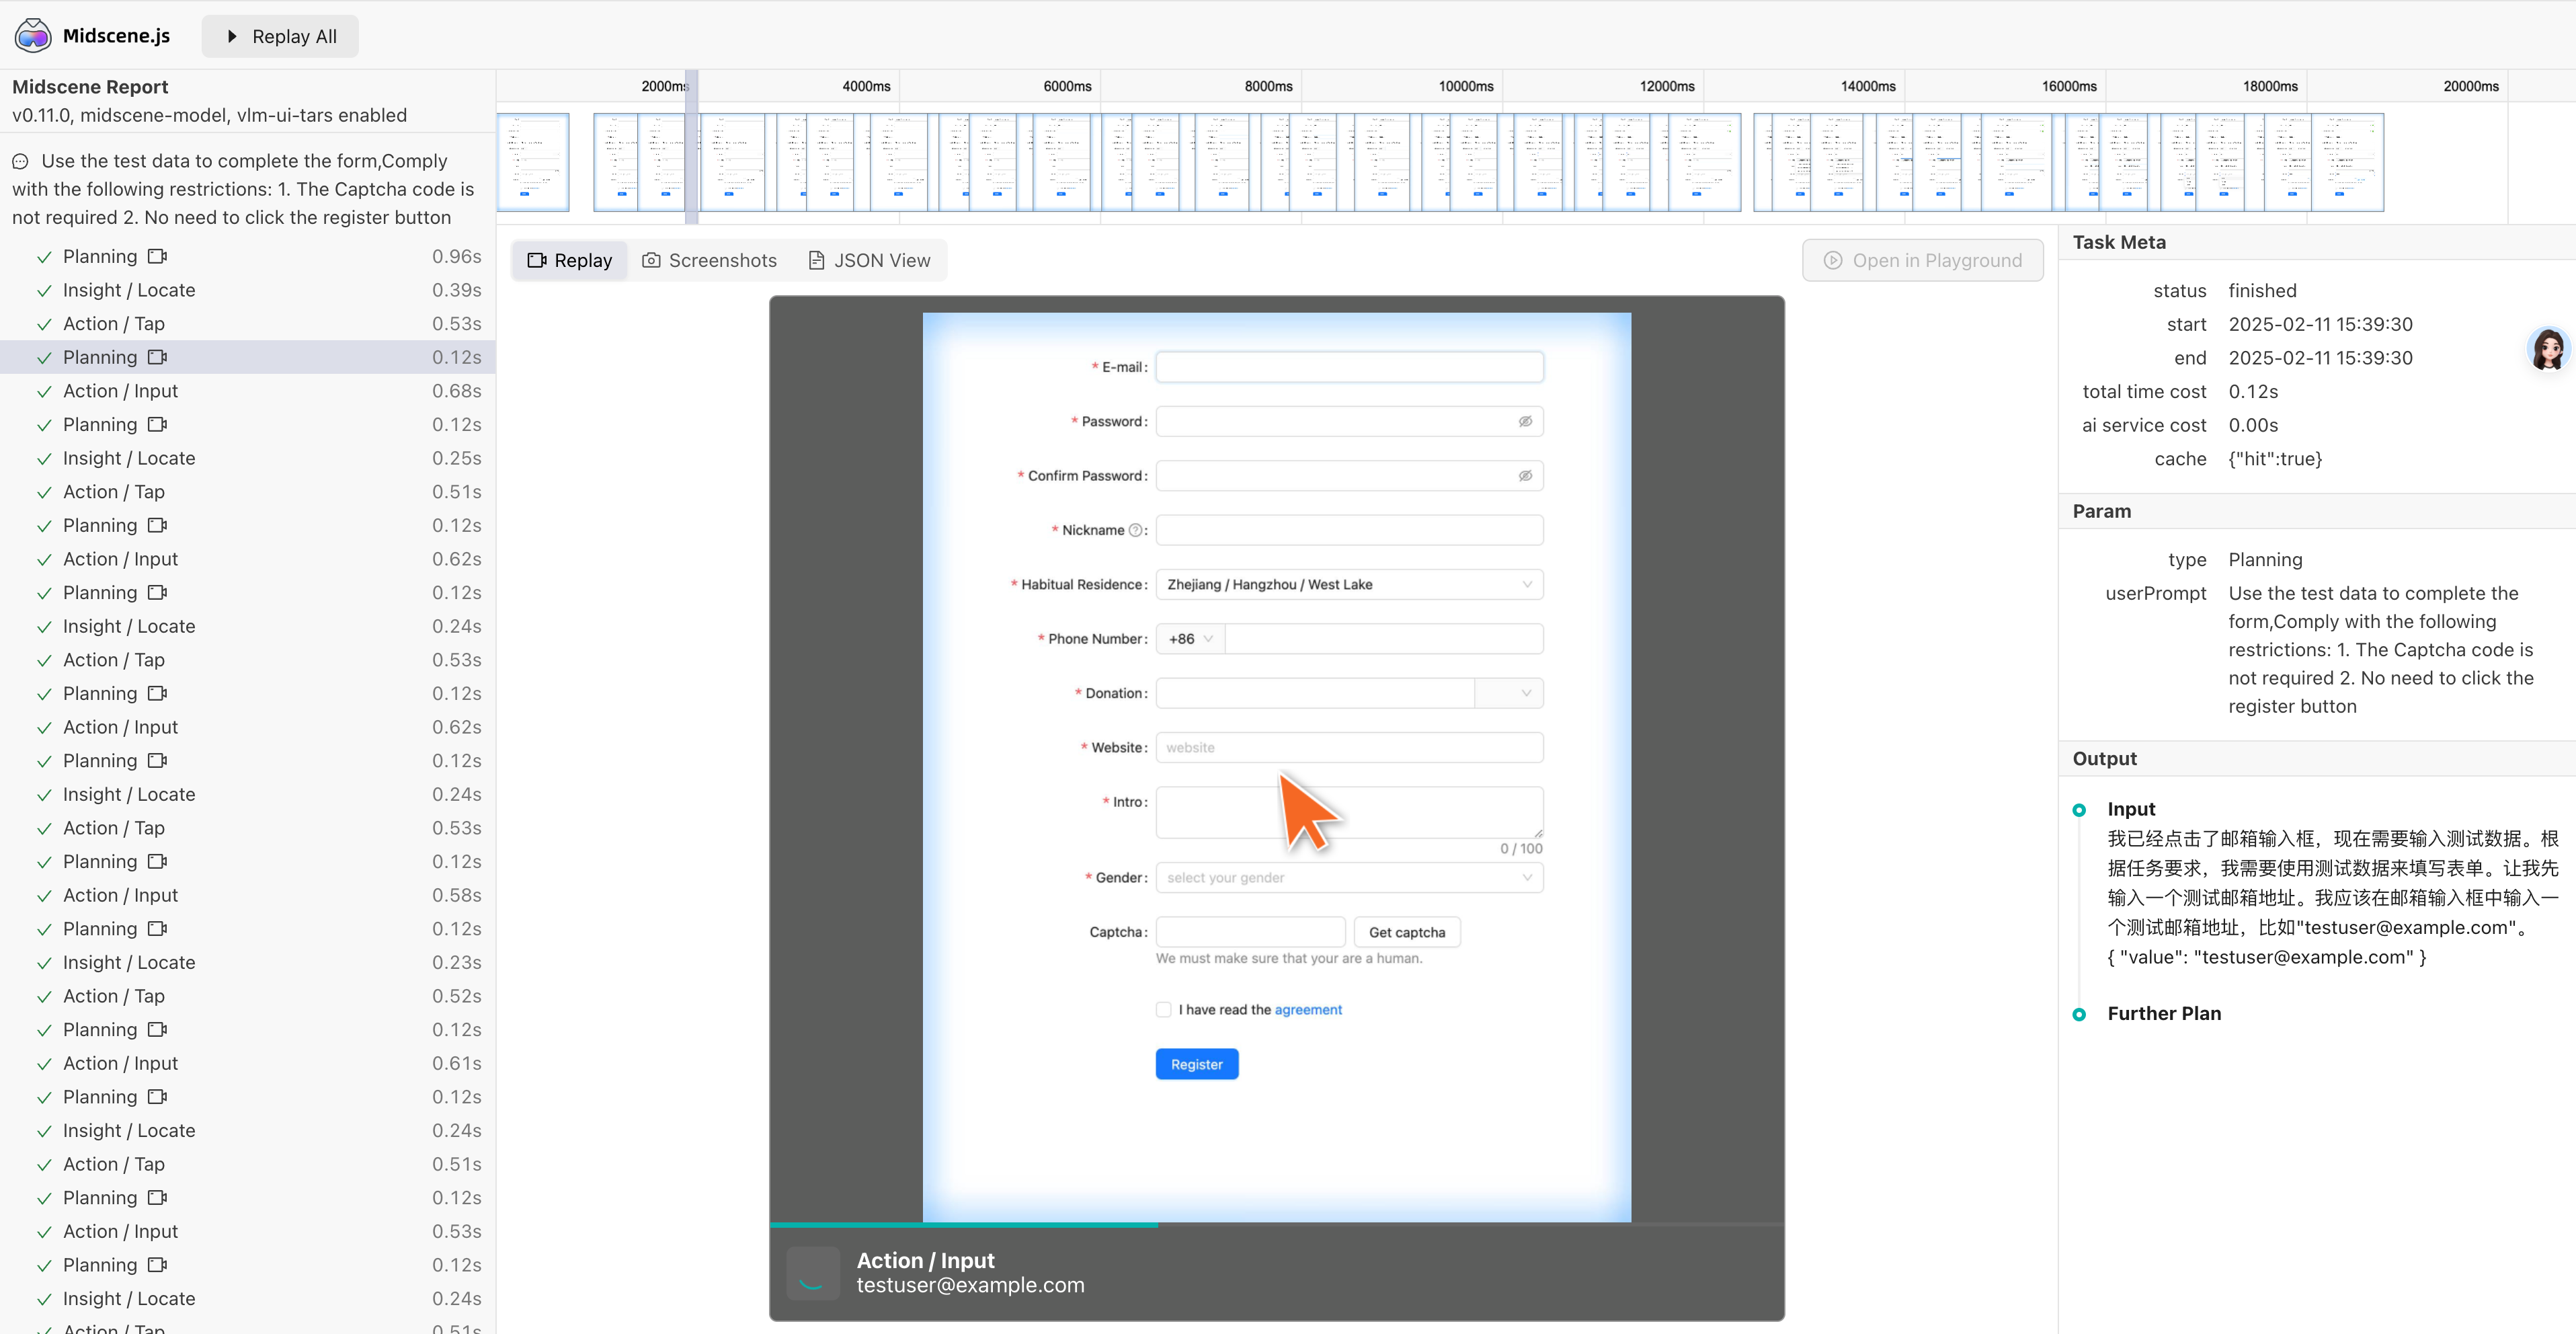 Midscene.js
Replay All
Midscene Report
v0.11.0, midscene-model, vlm-ui-tars enabled
Use the test data to complete the form,Comply
with the following restrictions: 1. The Captcha code is
not required 2. No need to click the register button
Planning 0.96s
Insight / Locate 0.39s
Action / Tap 0.53s
Planning 0.12s
Action / Input 0.68s
Planning 0.12s
Insight / Locate 0.25s
Action / Tap 0.51s
Planning 0.12s
Action / Input 0.62s
Planning 0.12s
Insight / Locate 0.24s
Action / Tap 0.53s
Planning 0.12s
Action / Input 0.62s
Planning 0.12s
Insight / Locate 0.24s
Action / Tap 0.53s
Planning 0.12s
Action / Input 0.58s
Planning 0.12s
Insight / Locate 0.23s
Action / Tap 0.52s
Planning 0.12s
Action / Input 0.61s
Planning 0.12s
Insight / Locate 0.24s
Action / Tap 0.51s
Planning 0.12s
Action / Input 0.53s
Planning 0.12s
Insight / Locate 0.24s
Action / Tap 0.51s
2000ms 4000ms 6000ms 8000ms 10000ms 12000ms 14000ms 16000ms 18000ms 20000ms
Replay Screenshots JSON View
Open in Playground
* E-mail:
* Password:
* Confirm Password:
* Nickname ?:
* Habitual Residence: Zhejiang / Hangzhou / West Lake
* Phone Number: +86
* Donation:
* Website: website
* Intro:
0 / 100
* Gender: select your gender
Captcha: Get captcha
We must make sure that your are a human.
I have read the agreement
Register
Action / Input
testuser@example.com
Task Meta
status finished
start 2025-02-11 15:39:30
end 2025-02-11 15:39:30
total time cost 0.12s
ai service cost 0.00s
cache {"hit":true}
Param
type Planning
userPrompt Use the test data to complete the
form,Comply with the following
restrictions: 1. The Captcha code is
not required 2. No need to click the
register button
Output
Input
我已经点击了邮箱输入框，现在需要输入测试数据。根
据任务要求，我需要使用测试数据来填写表单。让我先
输入一个测试邮箱地址。我应该在邮箱输入框中输入一
个测试邮箱地址，比如"testuser@example.com"。
{ "value": "testuser@example.com" }
Further Plan